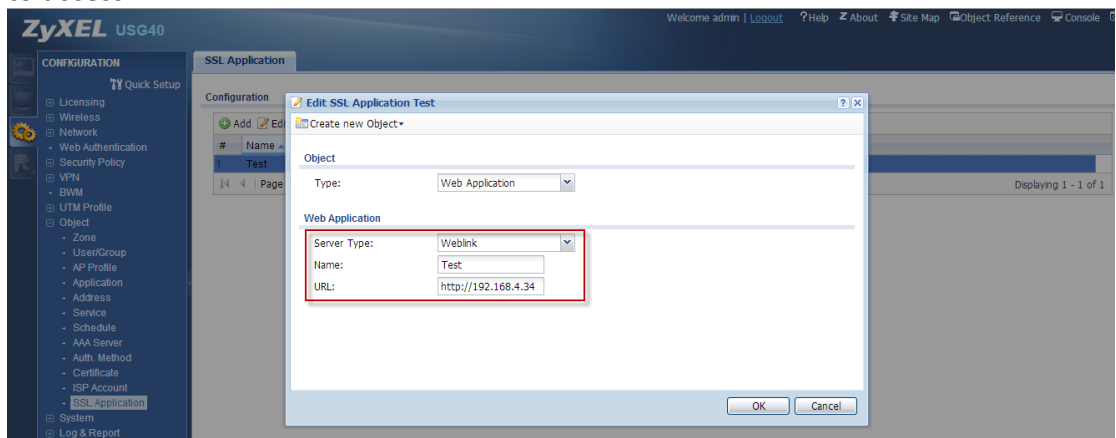 ZyXEL USG40
Welcome admin | Logout ?Help Z About Site Map Object Reference Console
CONFIGURATION
Quick Setup
Licensing
Wireless
Network
Web Authentication
Security Policy
VPN
BWM
UTM Profile
Object
Zone
User/Group
AP Profile
Application
Address
Service
Schedule
AAA Server
Auth. Method
Certificate
ISP Account
SSL Application
System
Log & Report
SSL Application
Configuration
Add Edi
# Name
1 Test
Page
Displaying 1 - 1 of 1
Edit SSL Application Test
Create new Object
Object
Type: Web Application
Web Application
Server Type: Weblink
Name: Test
URL: http://192.168.4.34
OK Cancel